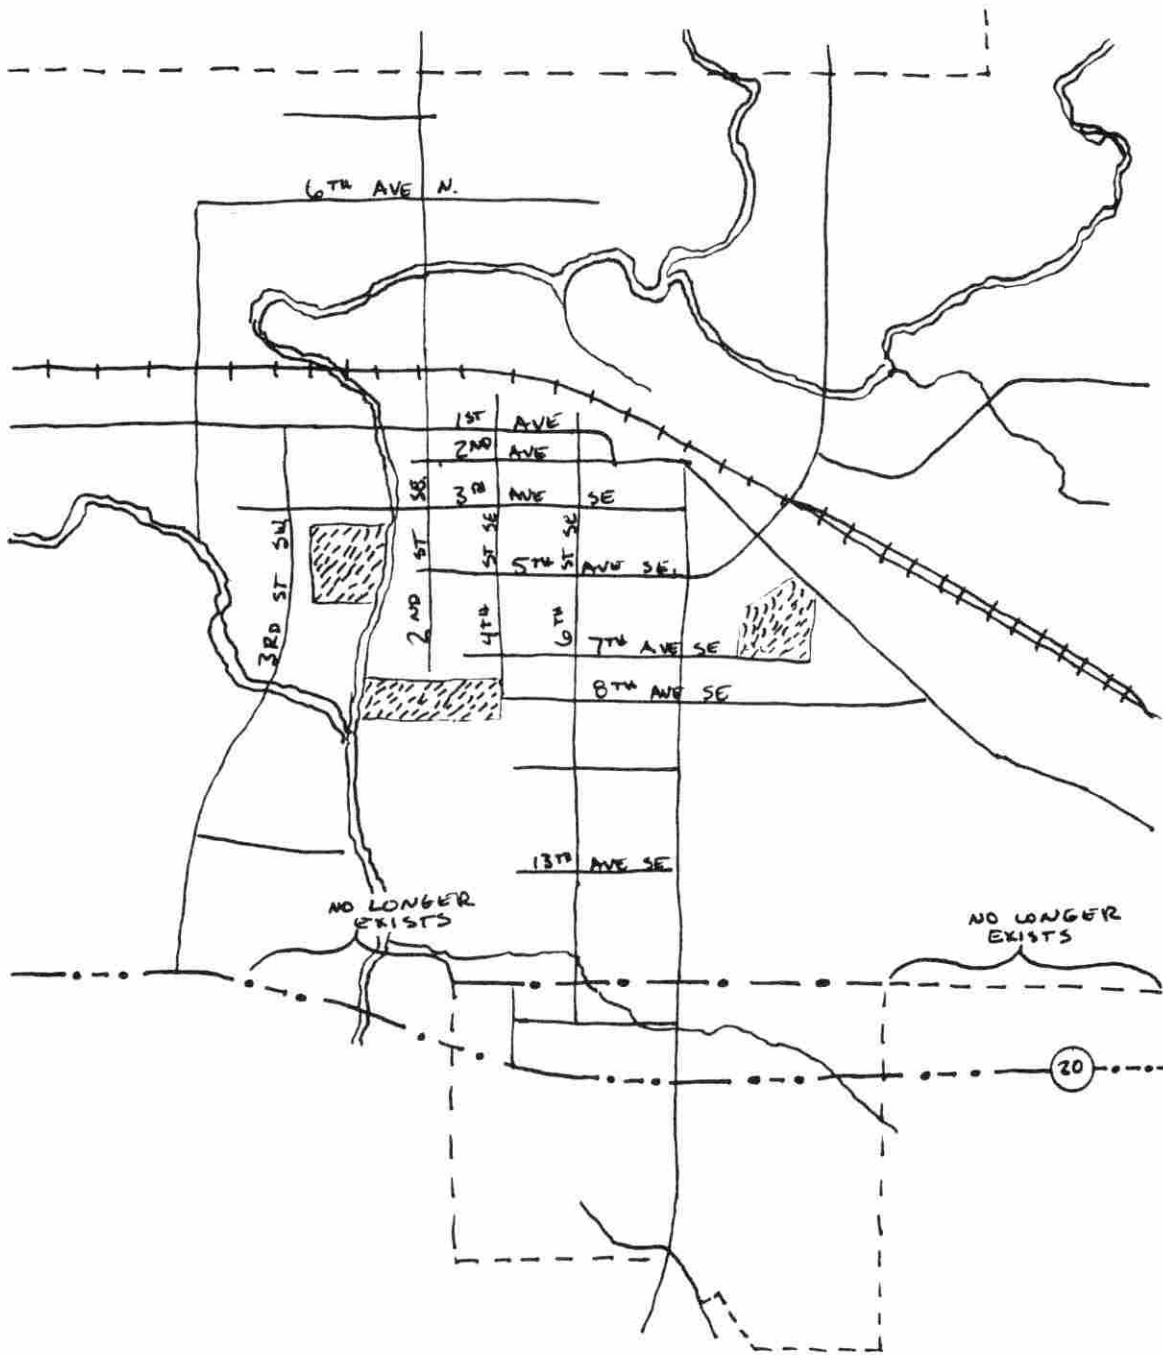 6TH AVE N.
1ST AVE
2ND AVE
3RD AVE SE
5TH AVE SE.
7TH AVE SE
8TH AVE SE
13TH AVE SE
3RD ST SW
2ND ST SE
4TH ST SE
6TH ST SE
NO LONGER
EXISTS
NO LONGER
EXISTS
20